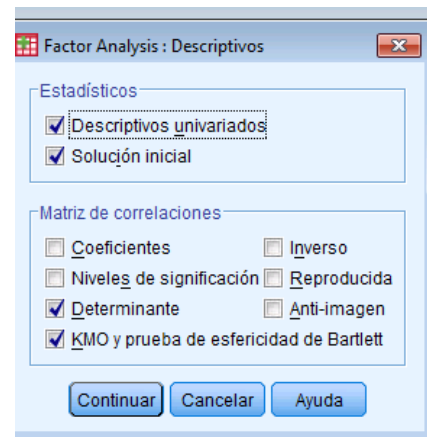 Factor Analysis : Descriptivos
Estadísticos
Descriptivos univariados
Solución inicial
Matriz de correlaciones
Coeficientes Inverso
Niveles de significación Reproducida
Determinante Anti-imagen
KMO y prueba de esfericidad de Bartlett
Continuar Cancelar Ayuda